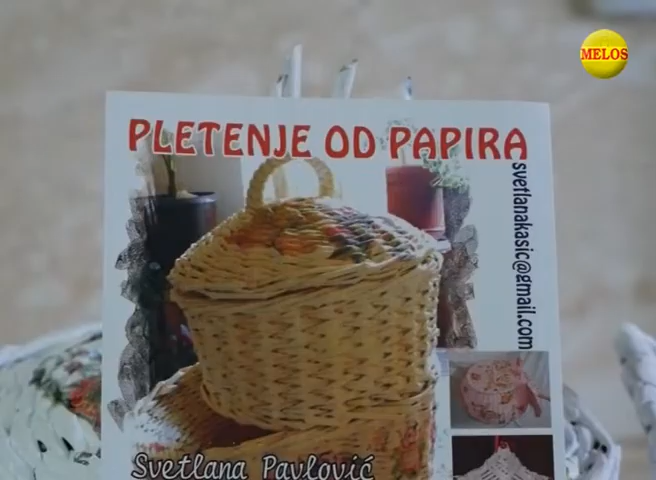 MELOS
PLETENJE OD PAPIRA
svetlanakasic@gmail.com
Svetlana Pavlović